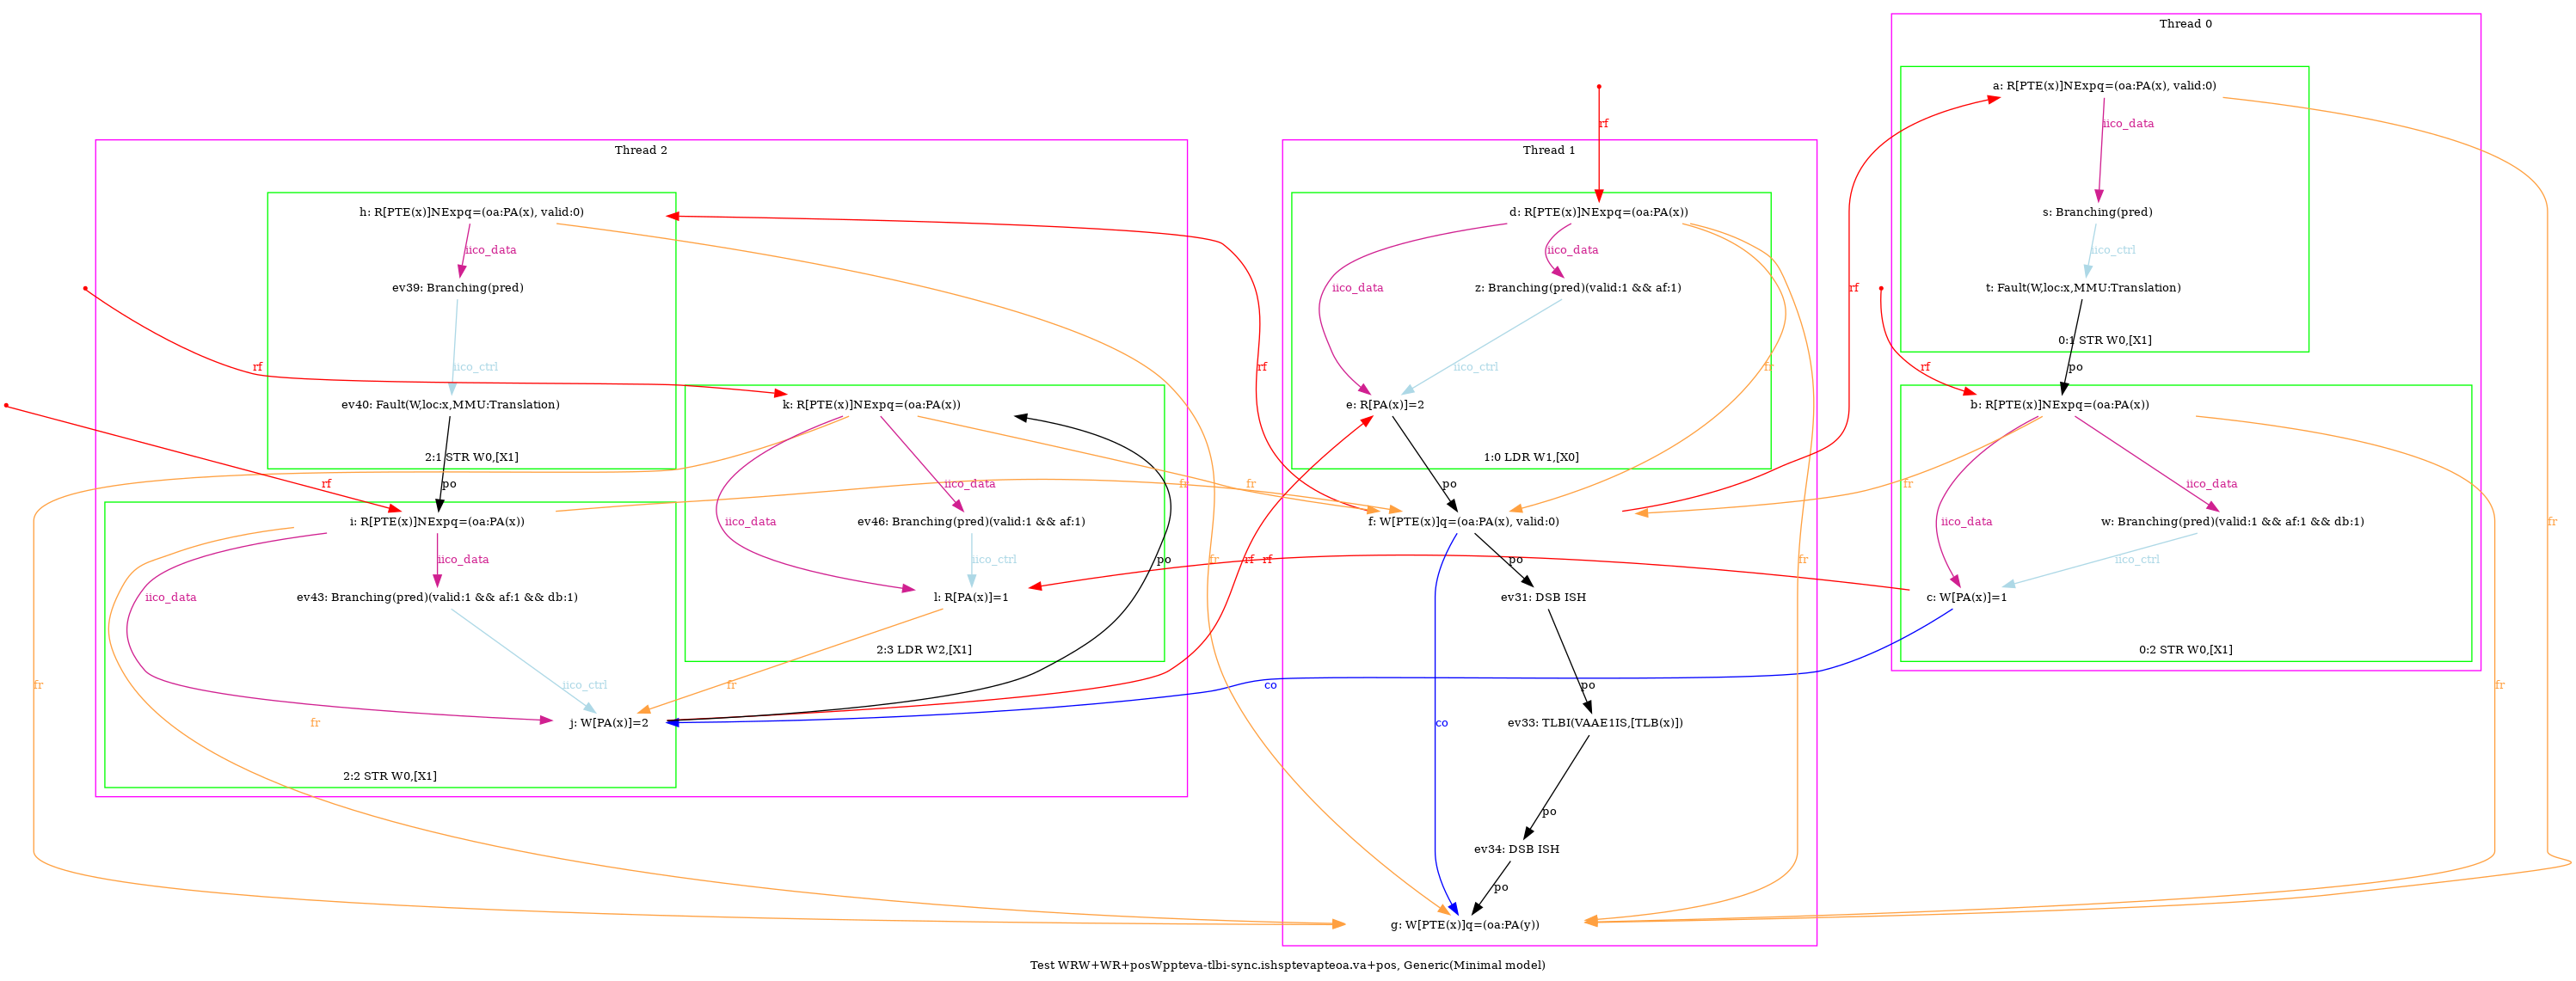 Thread 0
a: R[PTE(x)]NExpq=(oa:PA(x), valid:0)
rf
iico_data
Thread 2
Thread 1
h: R[PTE(x)]NExpq=(oa:PA(x), valid:0)
d: R[PTE(x)]NExpq=(oa:PA(x))
s: Branching(pred)
iico_data
iico_data
iico_ctrl
ev39: Branching(pred)
iico_data
z: Branching(pred)(valid:1 && af:1)
rf
t: Fault(W,loc:x,MMU:Translation)
0:1 STR W0,[X1]
rf
iico_ctrl
rf
iico_ctrl
fr
rf
po
ev40: Fault(W,loc:x,MMU:Translation)
k: R[PTE(x)]NExpq=(oa:PA(x))
e: R[PA(x)]=2
b: R[PTE(x)]NExpq=(oa:PA(x))
2:1 STR W0,[X1]
1:0 LDR W1,[X0]
rf
po
iico_data
fr
fr
po
fr
iico_data
i: R[PTE(x)]NExpq=(oa:PA(x))
iico_data
ev46: Branching(pred)(valid:1 && af:1)
f: W[PTE(x)]q=(oa:PA(x), valid:0)
iico_data
w: Branching(pred)(valid:1 && af:1 && db:1)
fr
iico_data
iico_ctrl
po
fr
rf
rf
po
fr
iico_ctrl
iico_data
ev43: Branching(pred)(valid:1 && af:1 && db:1)
l: R[PA(x)]=1
ev31: DSB ISH
c: W[PA(x)]=1
2:3 LDR W2,[X1]
0:2 STR W0,[X1]
fr
iico_ctrl
fr
co
po
fr
fr
j: W[PA(x)]=2
co
ev33: TLBI(VAAE1IS,[TLB(x)])
2:2 STR W0,[X1]
po
ev34: DSB ISH
po
g: W[PTE(x)]q=(oa:PA(y))
Test WRW+WR+posWppteva-tlbi-sync.ishsptevapteoa.va+pos, Generic(Minimal model)